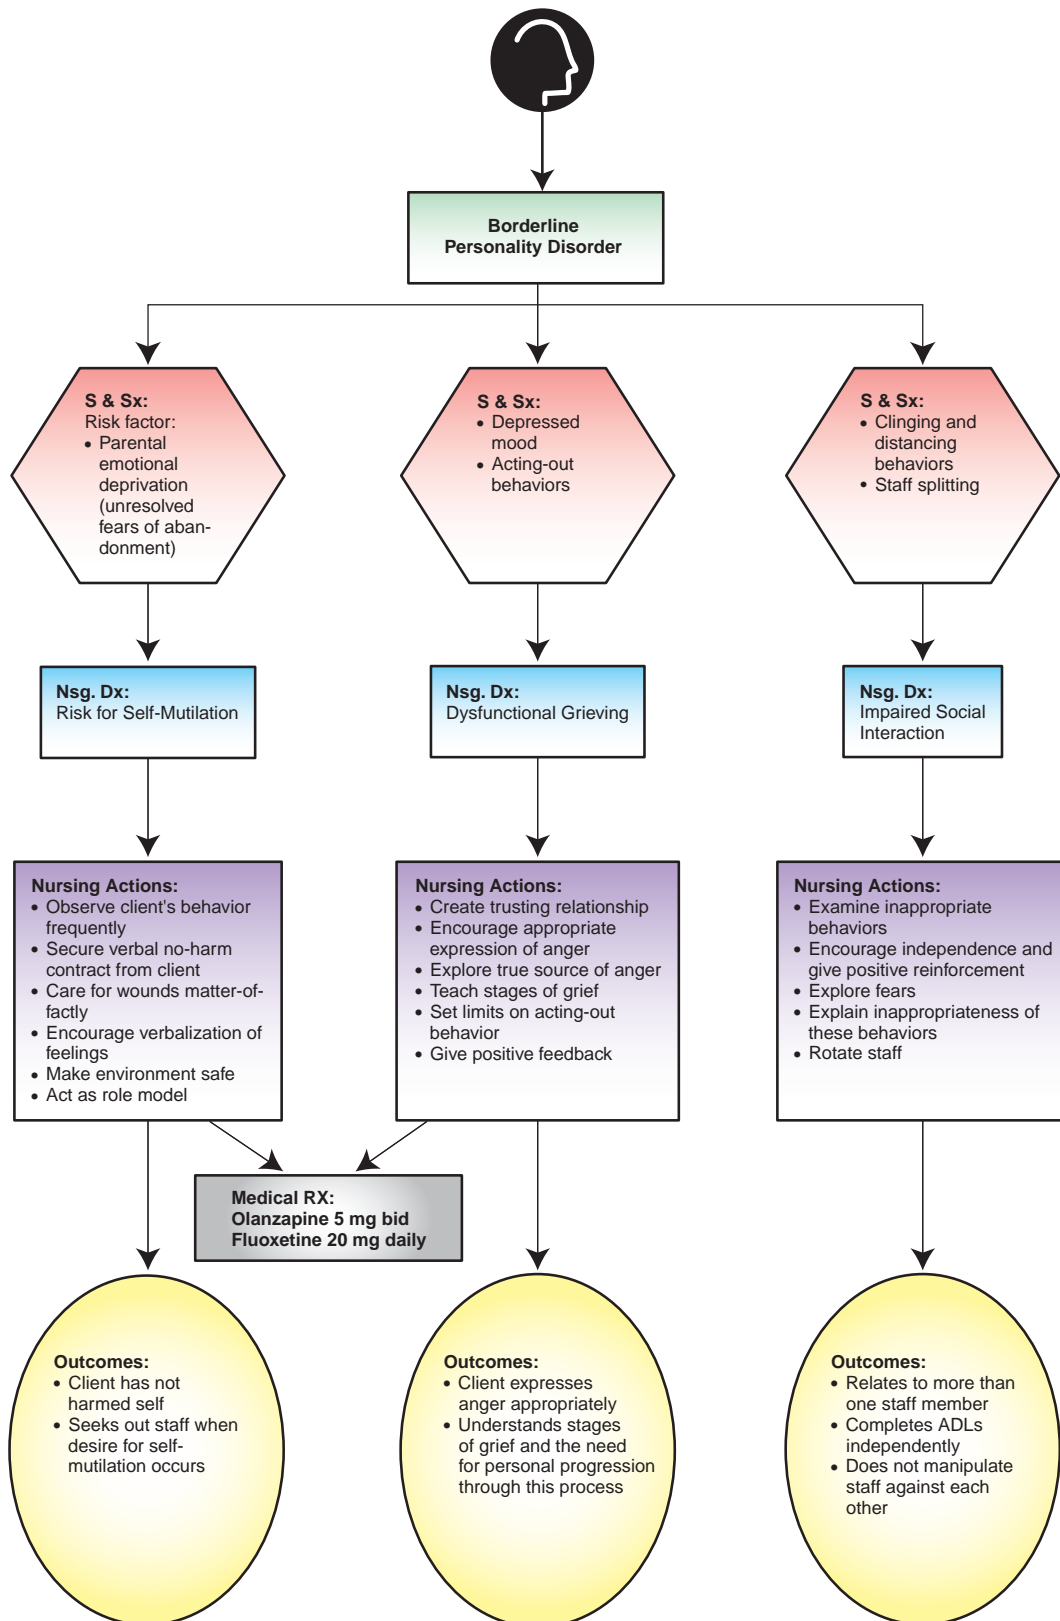 Borderline
Personality Disorder
S & Sx:
Risk factor:
• Parental
emotional
deprivation
(unresolved
fears of aban-
donment)
S & Sx:
• Depressed
mood
• Acting-out
behaviors
S & Sx:
• Clinging and
distancing
behaviors
• Staff splitting
Nsg. Dx:
Risk for Self-Mutilation
Nsg. Dx:
Dysfunctional Grieving
Nsg. Dx:
Impaired Social
Interaction
Nursing Actions:
• Observe client's behavior
frequently
• Secure verbal no-harm
contract from client
• Care for wounds matter-of-
factly
• Encourage verbalization of
feelings
• Make environment safe
• Act as role model
Nursing Actions:
• Create trusting relationship
• Encourage appropriate
expression of anger
• Explore true source of anger
• Teach stages of grief
• Set limits on acting-out
behavior
• Give positive feedback
Nursing Actions:
• Examine inappropriate
behaviors
• Encourage independence and
give positive reinforcement
• Explore fears
• Explain inappropriateness of
these behaviors
• Rotate staff
Medical RX:
Olanzapine 5 mg bid
Fluoxetine 20 mg daily
Outcomes:
• Client has not
harmed self
• Seeks out staff when
desire for self-
mutilation occurs
Outcomes:
• Client expresses
anger appropriately
• Understands stages
of grief and the need
for personal progression
through this process
Outcomes:
• Relates to more than
one staff member
• Completes ADLs
independently
• Does not manipulate
staff against each
other